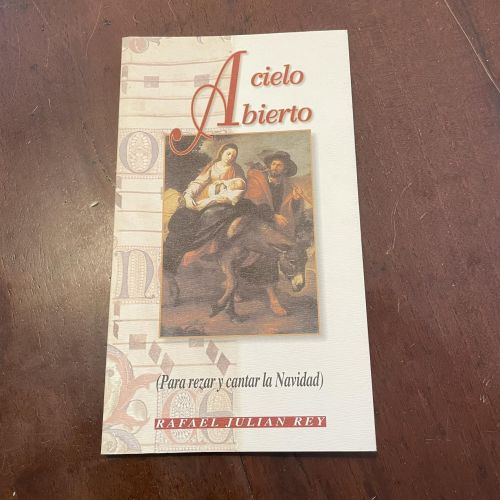 A cielo
Abierto
(Para rezar y cantar la Navidad)
RAFAEL JULIAN REY